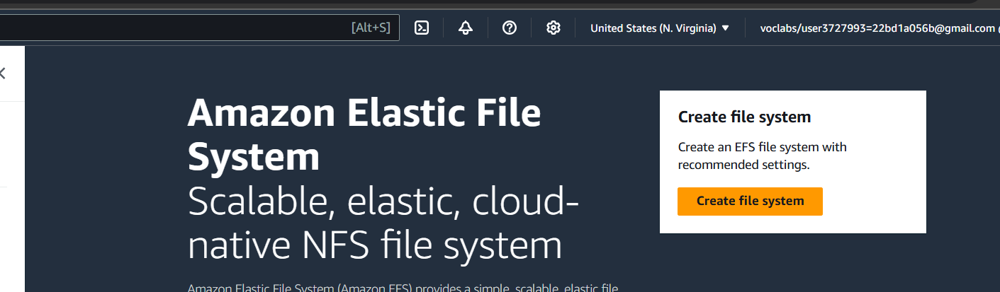 [Alt+S]
United States (N. Virginia)
voclabs/user3727993=22bd1a056b@gmail.com
Amazon Elastic File
System
Scalable, elastic, cloud-
native NFS file system
Amazon Elastic File System (Amazon EFS) provides a simple, scalable, elastic file
Create file system
Create an EFS file system with
recommended settings.
Create file system